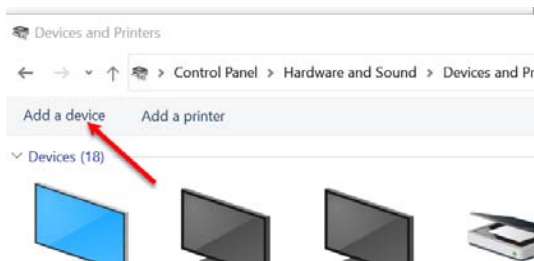 Devices and Printers
Control Panel > Hardware and Sound > Devices and Pr
Add a device Add a printer
Devices (18)